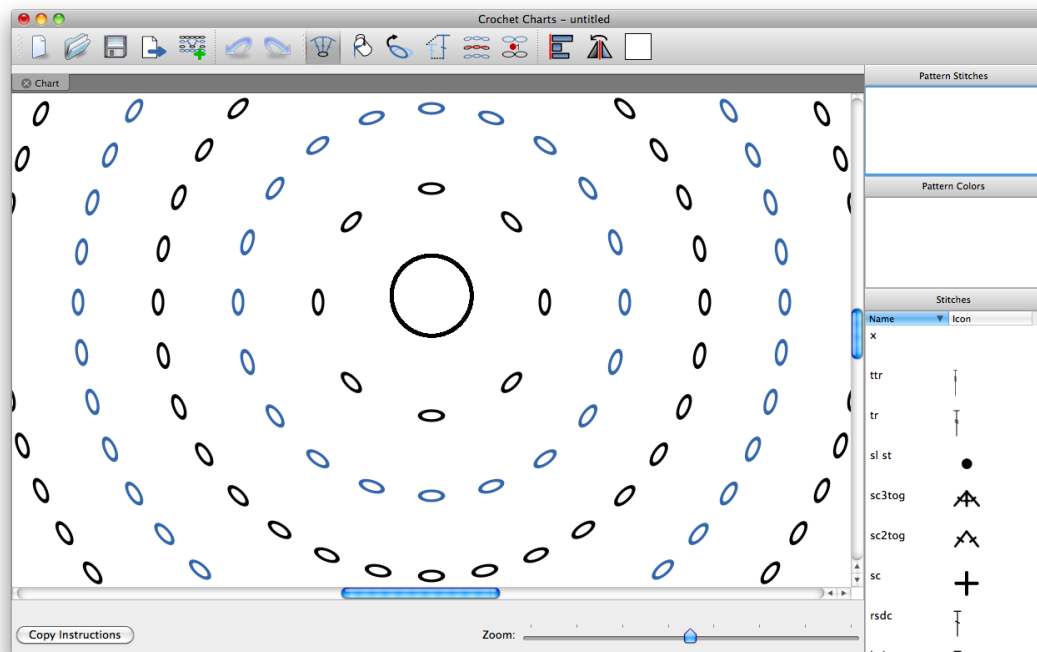 Crochet Charts – untitled
Chart
Pattern Stitches
Pattern Colors
Stitches
Name Icon
x
ttr
tr
sl st
sc3tog
sc2tog
sc
rsdc
Copy Instructions
Zoom: